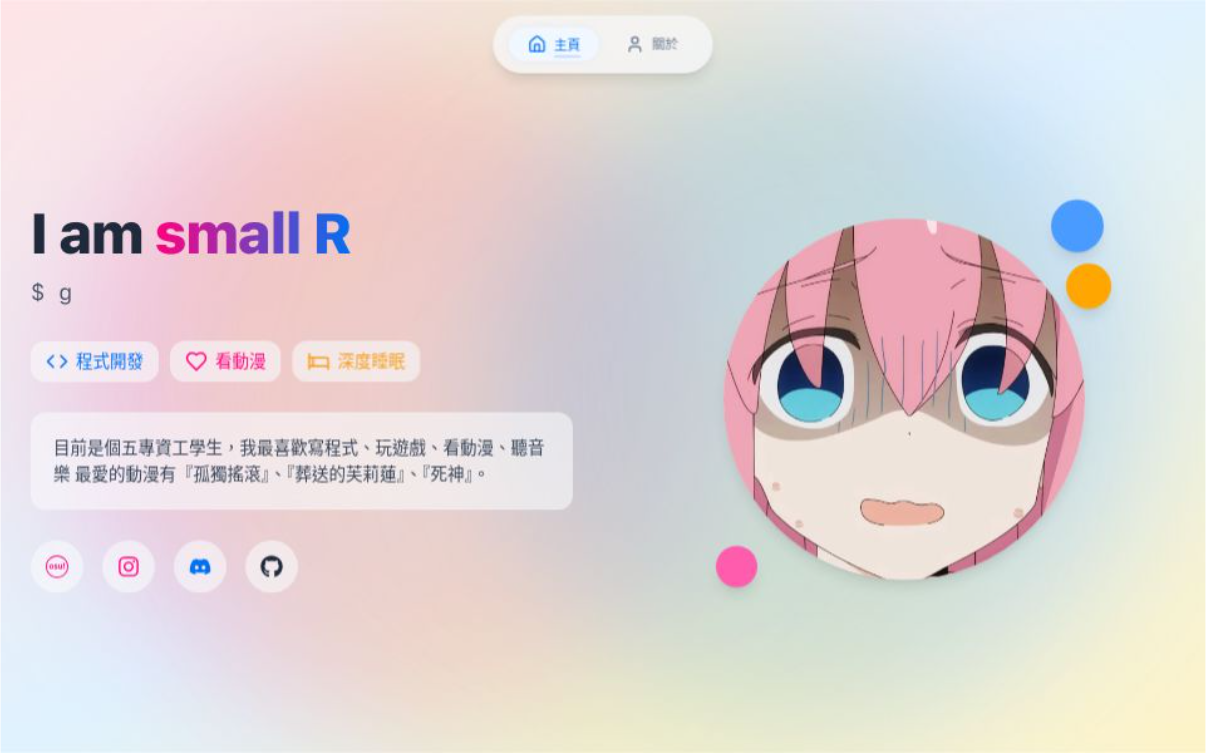 主頁
關於
I am small R
$ g
程式開發
看動漫
深度睡眠
目前是個五專資工學生，我最喜歡寫程式、玩遊戲、看動漫、聽音
樂 最愛的動漫有『孤獨搖滾』、『葬送的芙莉蓮』、『死神』。
osu!